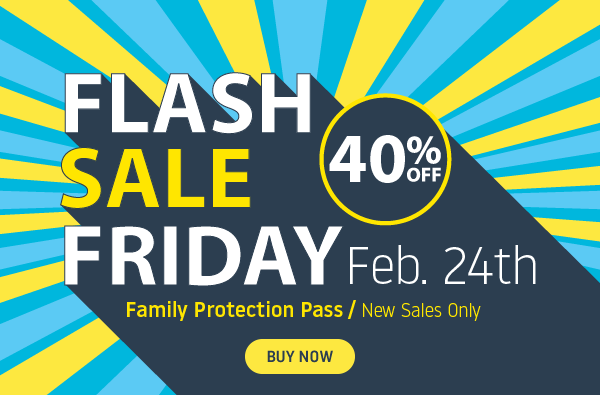 FLASH
SALE
40% OFF
FRIDAY Feb. 24th
Family Protection Pass / New Sales Only
BUY NOW